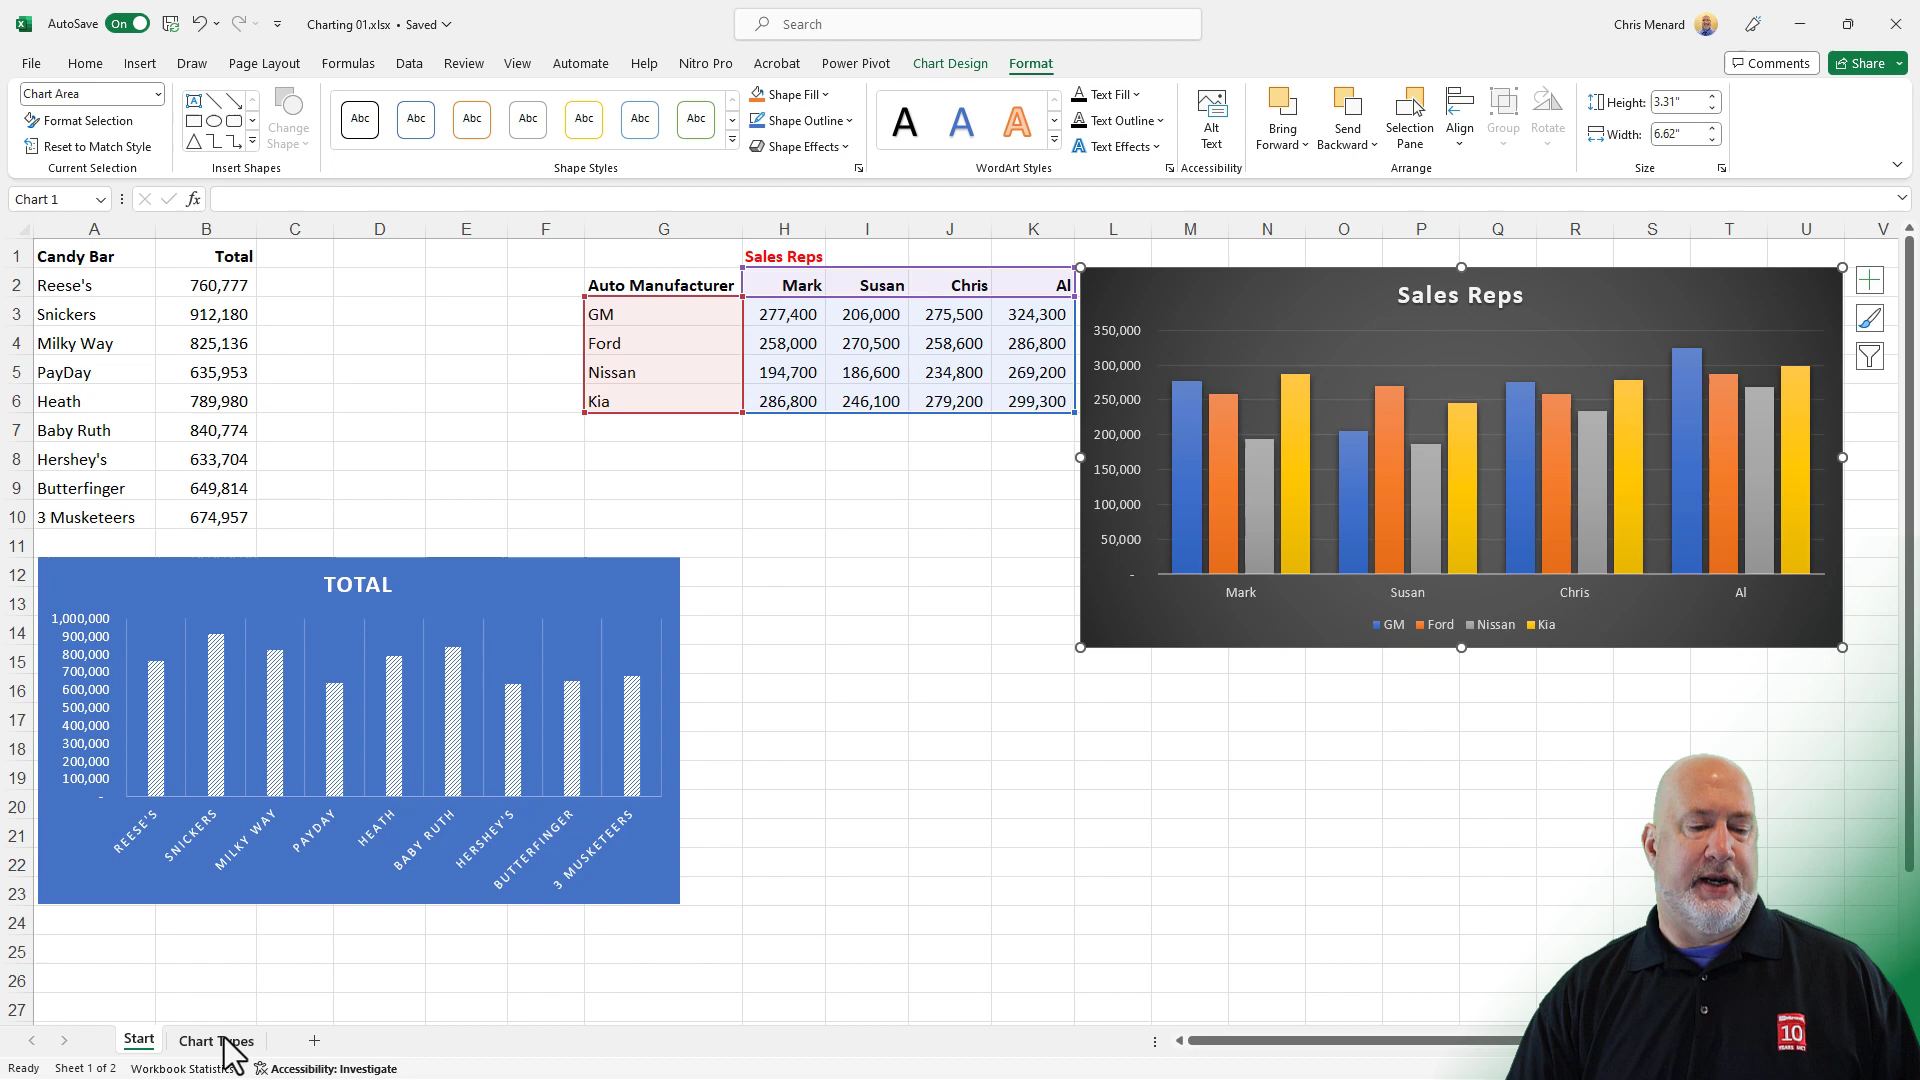 AutoSave On Charting 01.xlsx • Saved Search Chris Menard
File Home Insert Draw Page Layout Formulas Data Review View Automate Help Nitro Pro Acrobat Power Pivot Chart Design Format Comments Share
Chart Area
Format Selection
Reset to Match Style
Current Selection
Change
Shape
Insert Shapes
Abc Abc Abc Abc Abc Abc Abc
Shape Styles
Shape Fill
Shape Outline
Shape Effects
A A A
WordArt Styles
Text Fill
Text Outline
Text Effects
Alt
Text
Accessibility
Bring
Forward
Send
Backward
Selection
Pane
Align
Group
Rotate
Arrange
Height: 3.31"
Width: 6.62"
Size
Chart 1 fx
A B C D E F G H I J K L M N O P Q R S T U V
1 Candy Bar Total Sales Reps
2 Reese's 760,777 Auto Manufacturer Mark Susan Chris Al
3 Snickers 912,180 GM 277,400 206,000 275,500 324,300
4 Milky Way 825,136 Ford 258,000 270,500 258,600 286,800
5 PayDay 635,953 Nissan 194,700 186,600 234,800 269,200
6 Heath 789,980 Kia 286,800 246,100 279,200 299,300
7 Baby Ruth 840,774
8 Hershey's 633,704
9 Butterfinger 649,814
10 3 Musketeers 674,957
11
12
13
14
15
16
17
18
19
20
21
22
23
24
25
26
27
Sales Reps
350,000
300,000
250,000
200,000
150,000
100,000
50,000
-
Mark Susan Chris Al
GM Ford Nissan Kia
TOTAL
1,000,000
900,000
800,000
700,000
600,000
500,000
400,000
300,000
200,000
100,000
-
REESE'S SNICKERS MILKY WAY PAYDAY HEATH BABY RUTH HERSHEY'S BUTTERFINGER 3 MUSKETEERS
10
Start Chart Types
Ready Sheet 1 of 2 Workbook Statistics Accessibility: Investigate